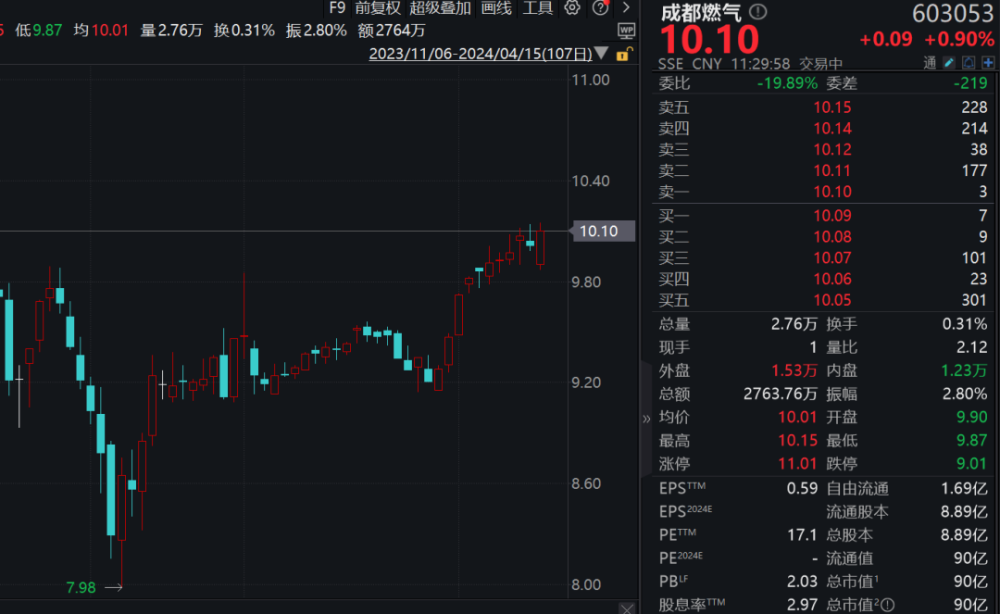 F9 前复权 超级叠加 画线 工具
低9.87 均10.01 量2.76万 换0.31% 振2.80% 额2764万
WP
2023/11/06-2024/04/15(107日)
11.00
10.40
10.10
9.80
9.20
8.60
8.00
7.98
成都燃气 603053
10.10 +0.09 +0.90%
SSE CNY 11:29:58 交易中 通
委比 -19.89% 委差 -219
卖五 10.15 228
卖四 10.14 214
卖三 10.12 38
卖二 10.11 177
卖一 10.10 3
买一 10.09 7
买二 10.08 9
买三 10.07 101
买四 10.06 23
买五 10.05 301
总量 2.76万 换手 0.31%
现手 1 量比 2.12
外盘 1.53万 内盘 1.23万
总额 2763.76万 振幅 2.80%
均价 10.01 开盘 9.90
最高 10.15 最低 9.87
涨停 11.01 跌停 9.01
EPSTTM 0.59 自由流通 1.69亿
EPS2024E 流通股本 8.89亿
PETTM 17.1 总股本 8.89亿
PE2024E - 流通值 90亿
PBLF 2.03 总市值1 90亿
股息率TTM 2.97 总市值2 90亿